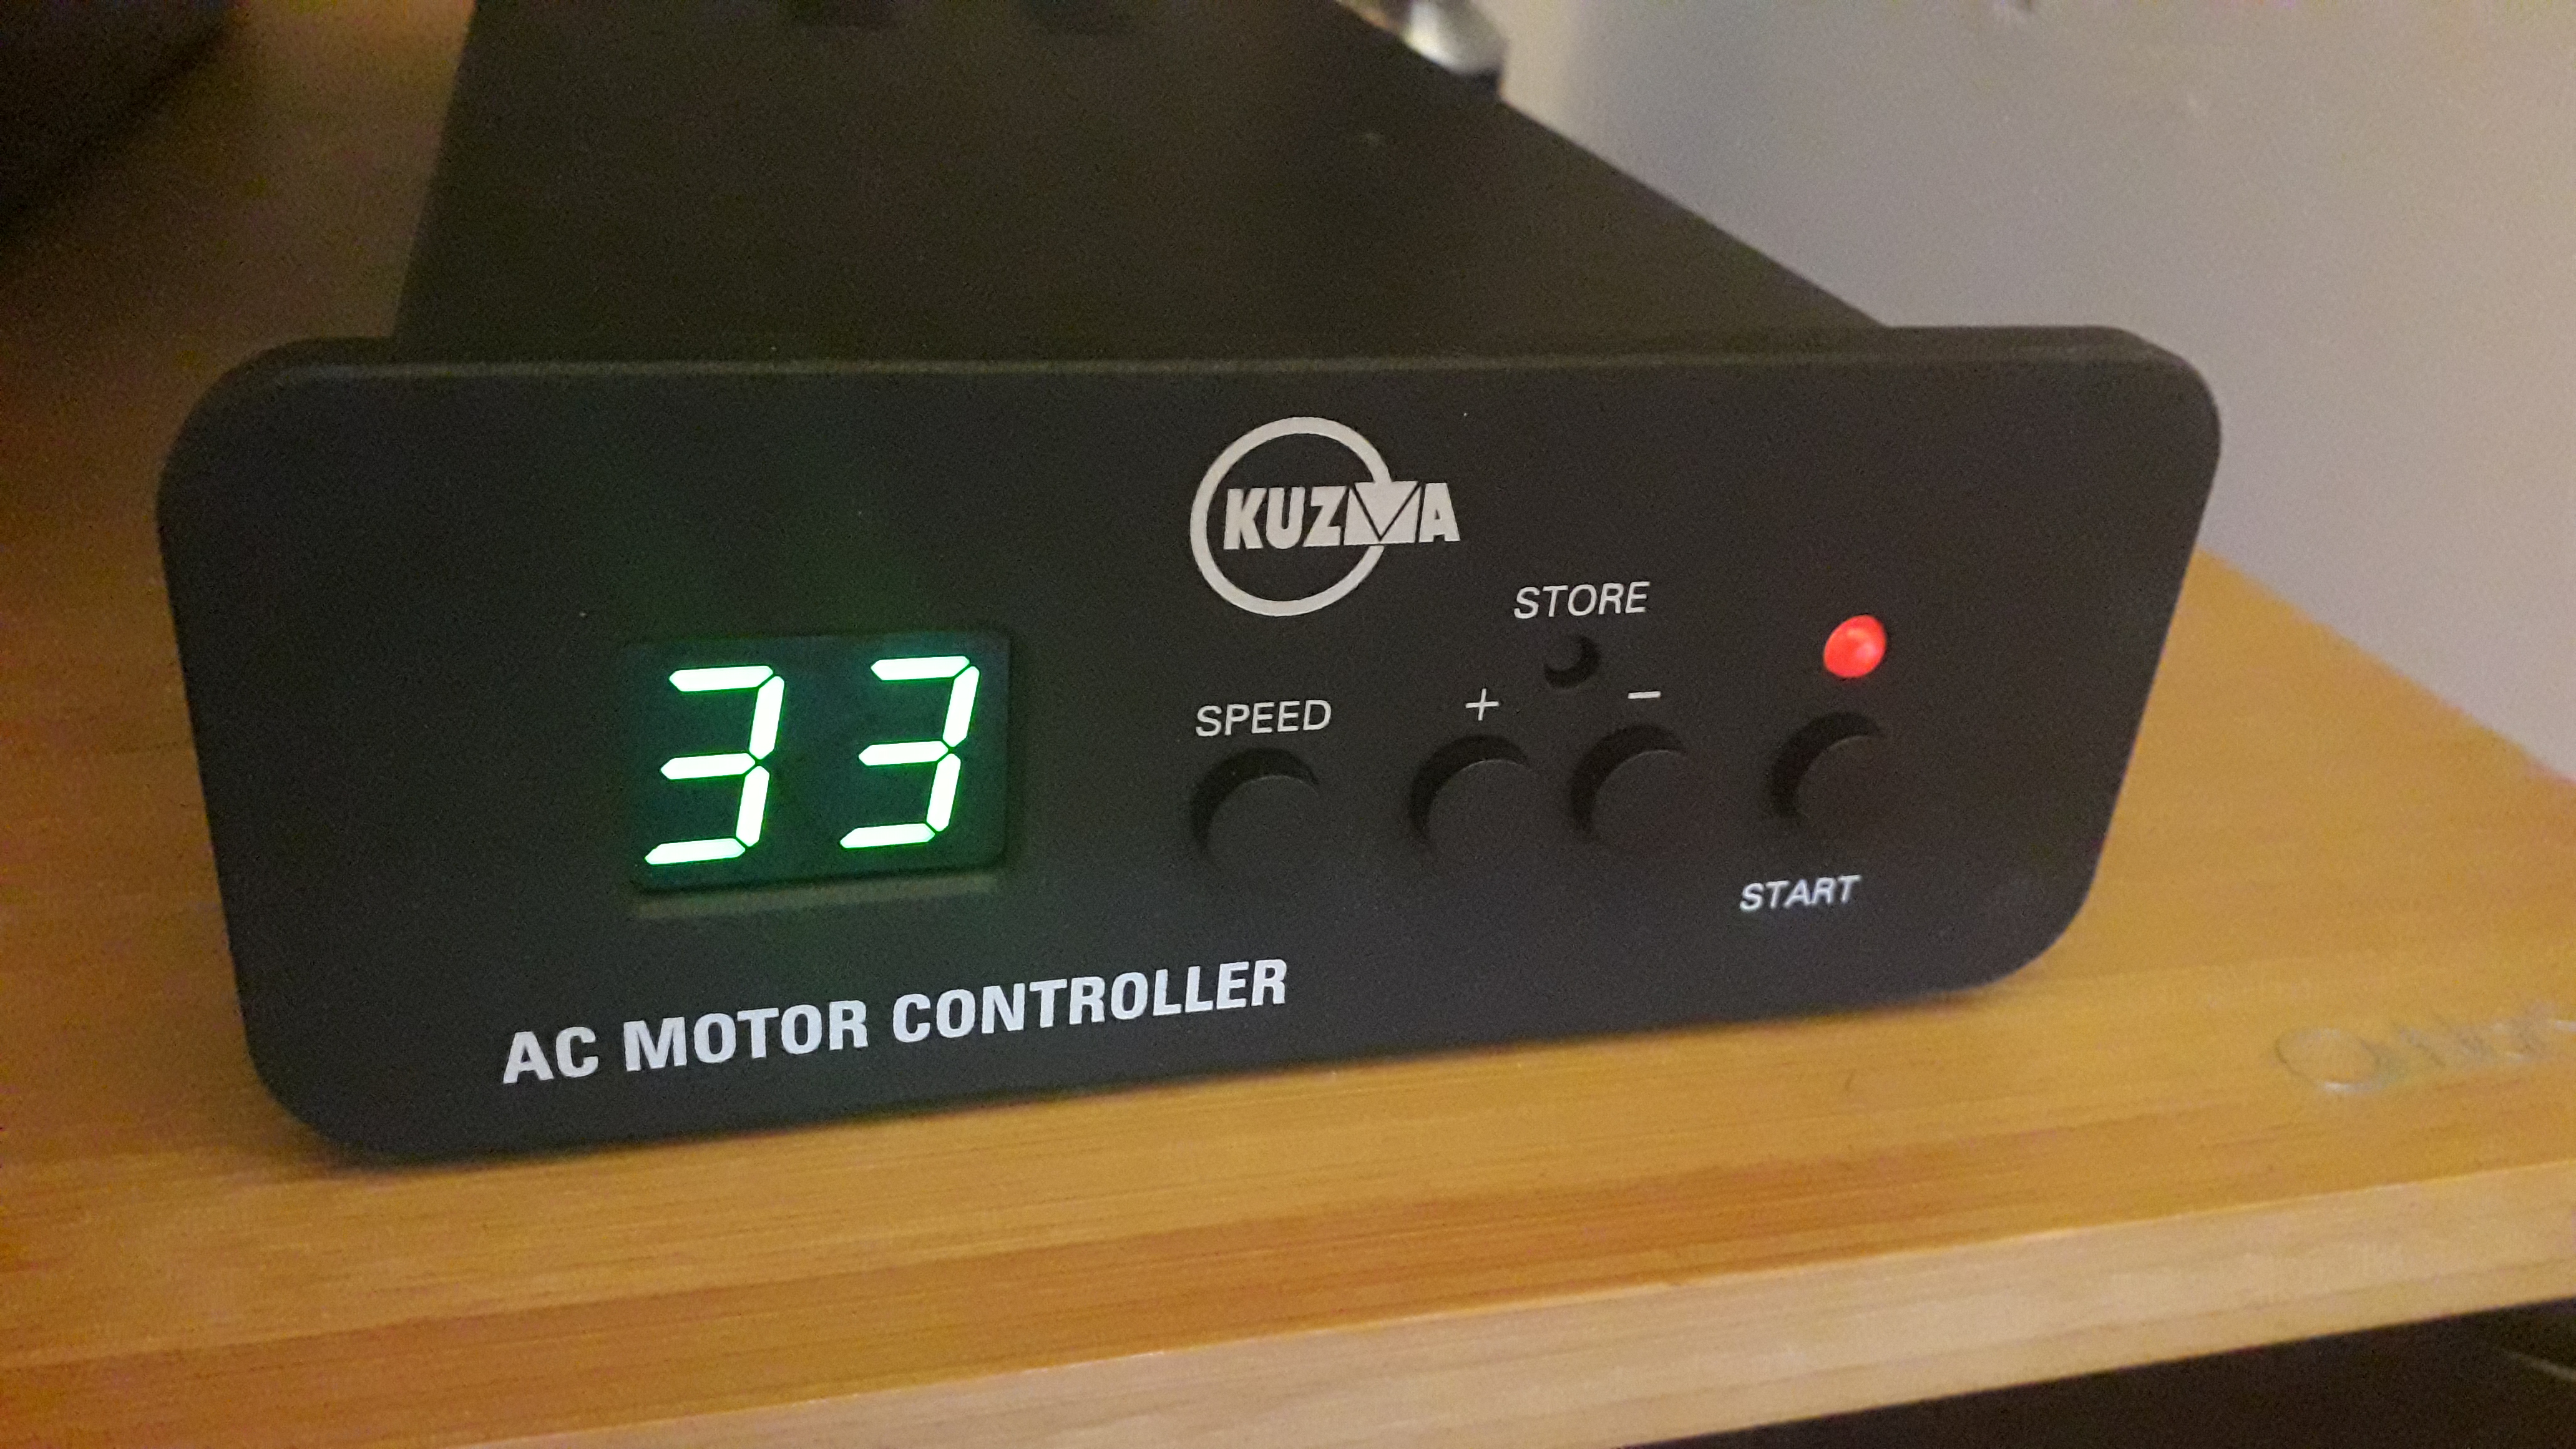 KUZMA
STORE
33
SPEED
+
−
START
AC MOTOR CONTROLLER